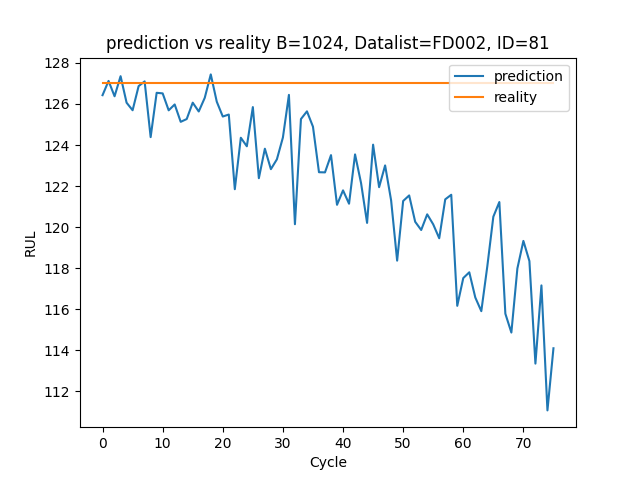 prediction vs reality B=1024, Datalist=FD002, ID=81
128
126
124
122
120
118
116
114
112
RUL
prediction
reality
0 10 20 30 40 50 60 70
Cycle